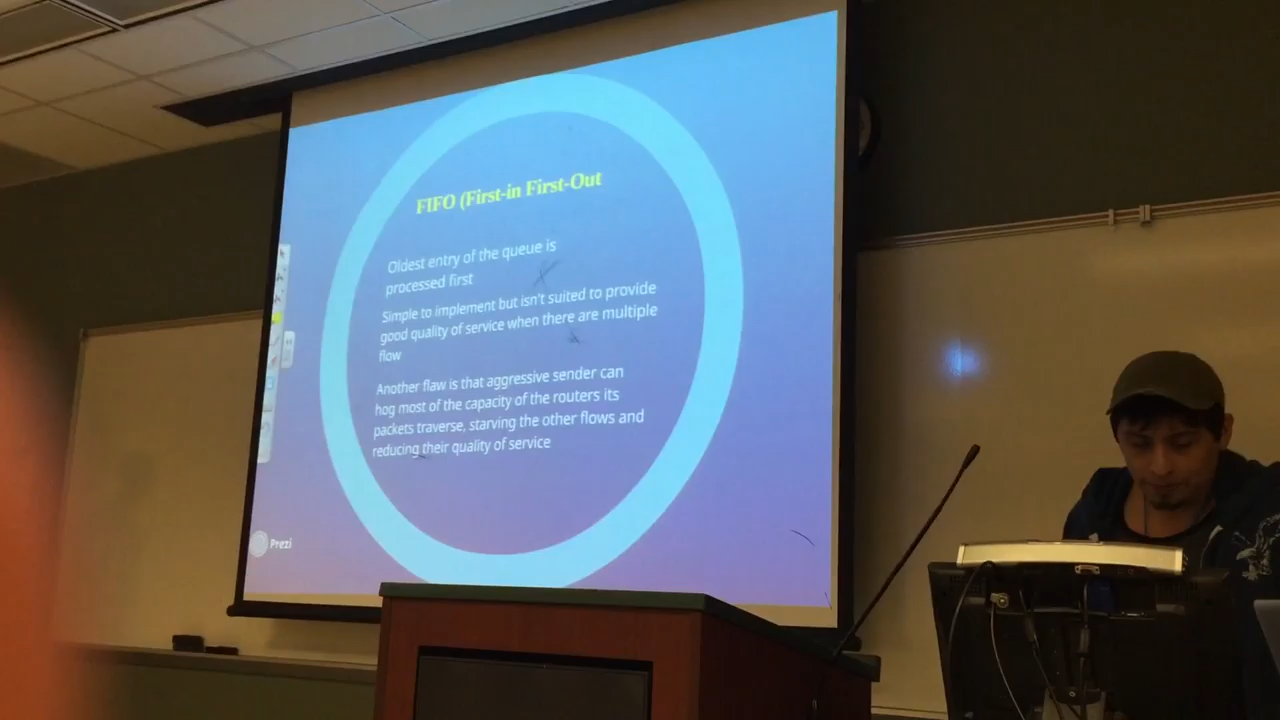 FIFO (First-in First-Out
Oldest entry of the queue is
processed first
Simple to implement but isn't suited to provide
good quality of service when there are multiple
flow
Another flaw is that aggressive sender can
hog most of the capacity of the routers its
packets traverse, starving the other flows and
reducing their quality of service
Prezi